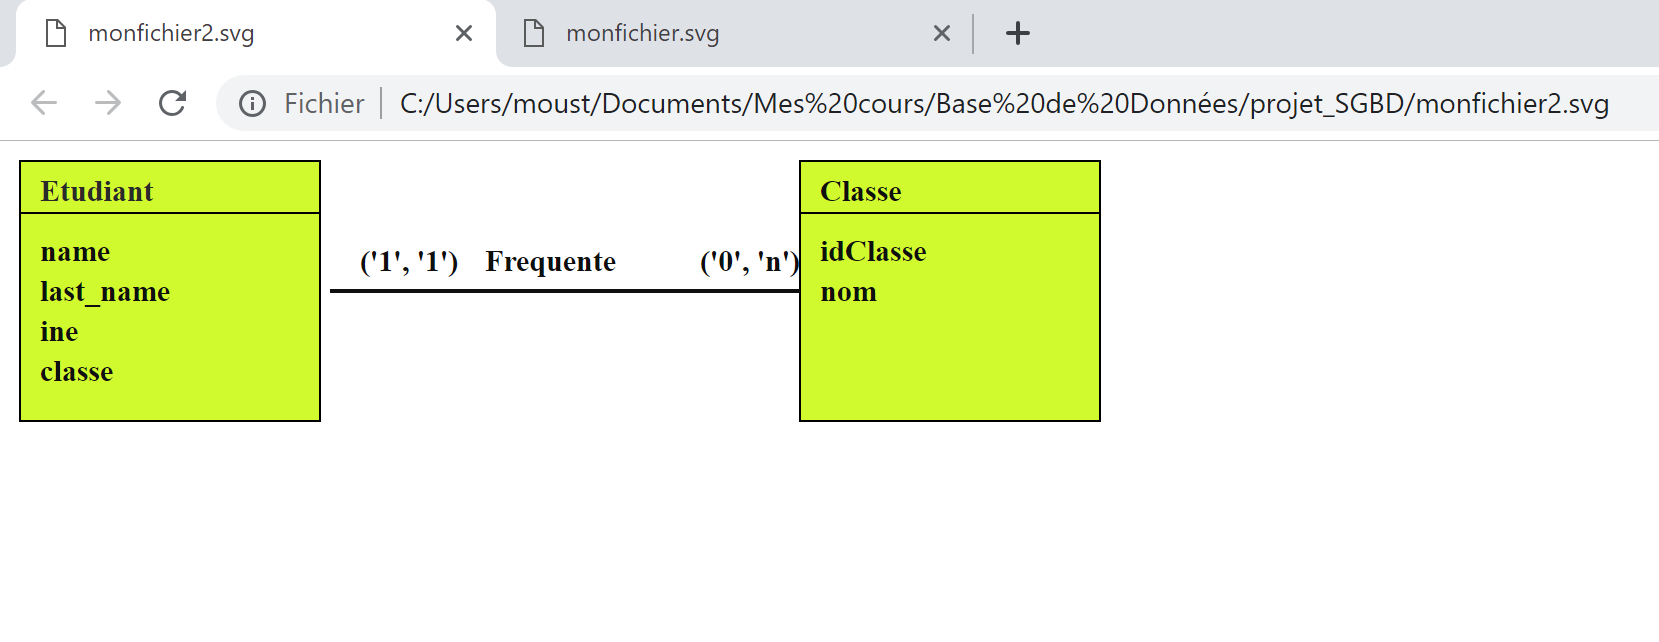 monfichier2.svg
monfichier.svg
Fichier
C:/Users/moust/Documents/Mes%20cours/Base%20de%20Données/projet_SGBD/monfichier2.svg
Etudiant
name
last_name
ine
classe
('1', '1') Frequente ('0', 'n')
Classe
idClasse
nom